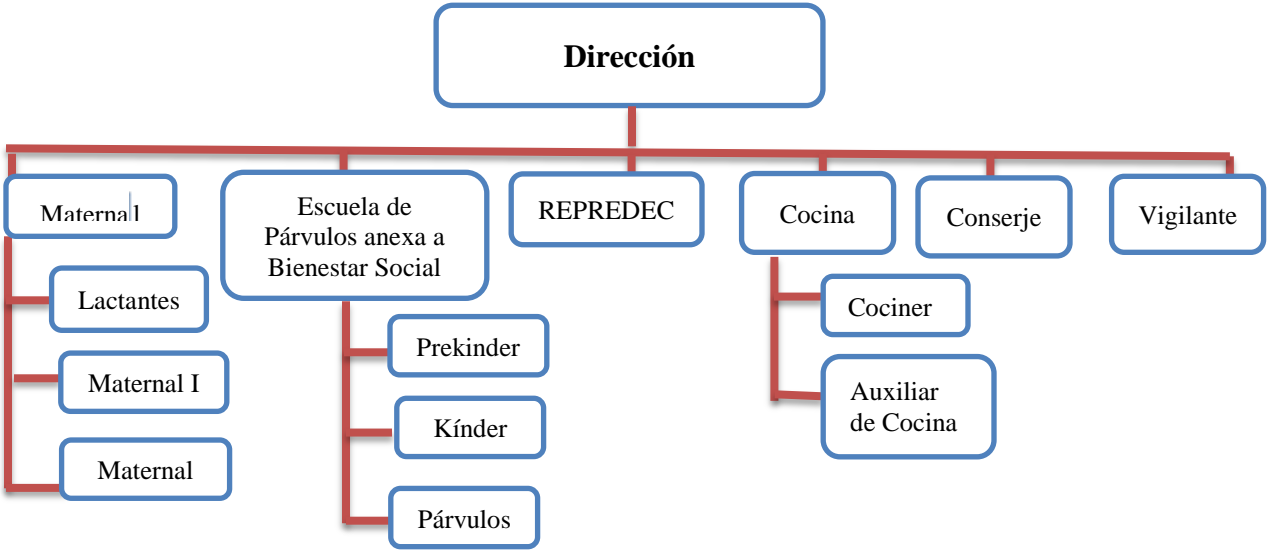 Dirección
Maternal
Escuela de
Párvulos anexa a
Bienestar Social
REPREDEC
Cocina
Conserje
Vigilante
Lactantes
Maternal I
Maternal
Prekinder
Kínder
Párvulos
Cociner
Auxiliar
de Cocina